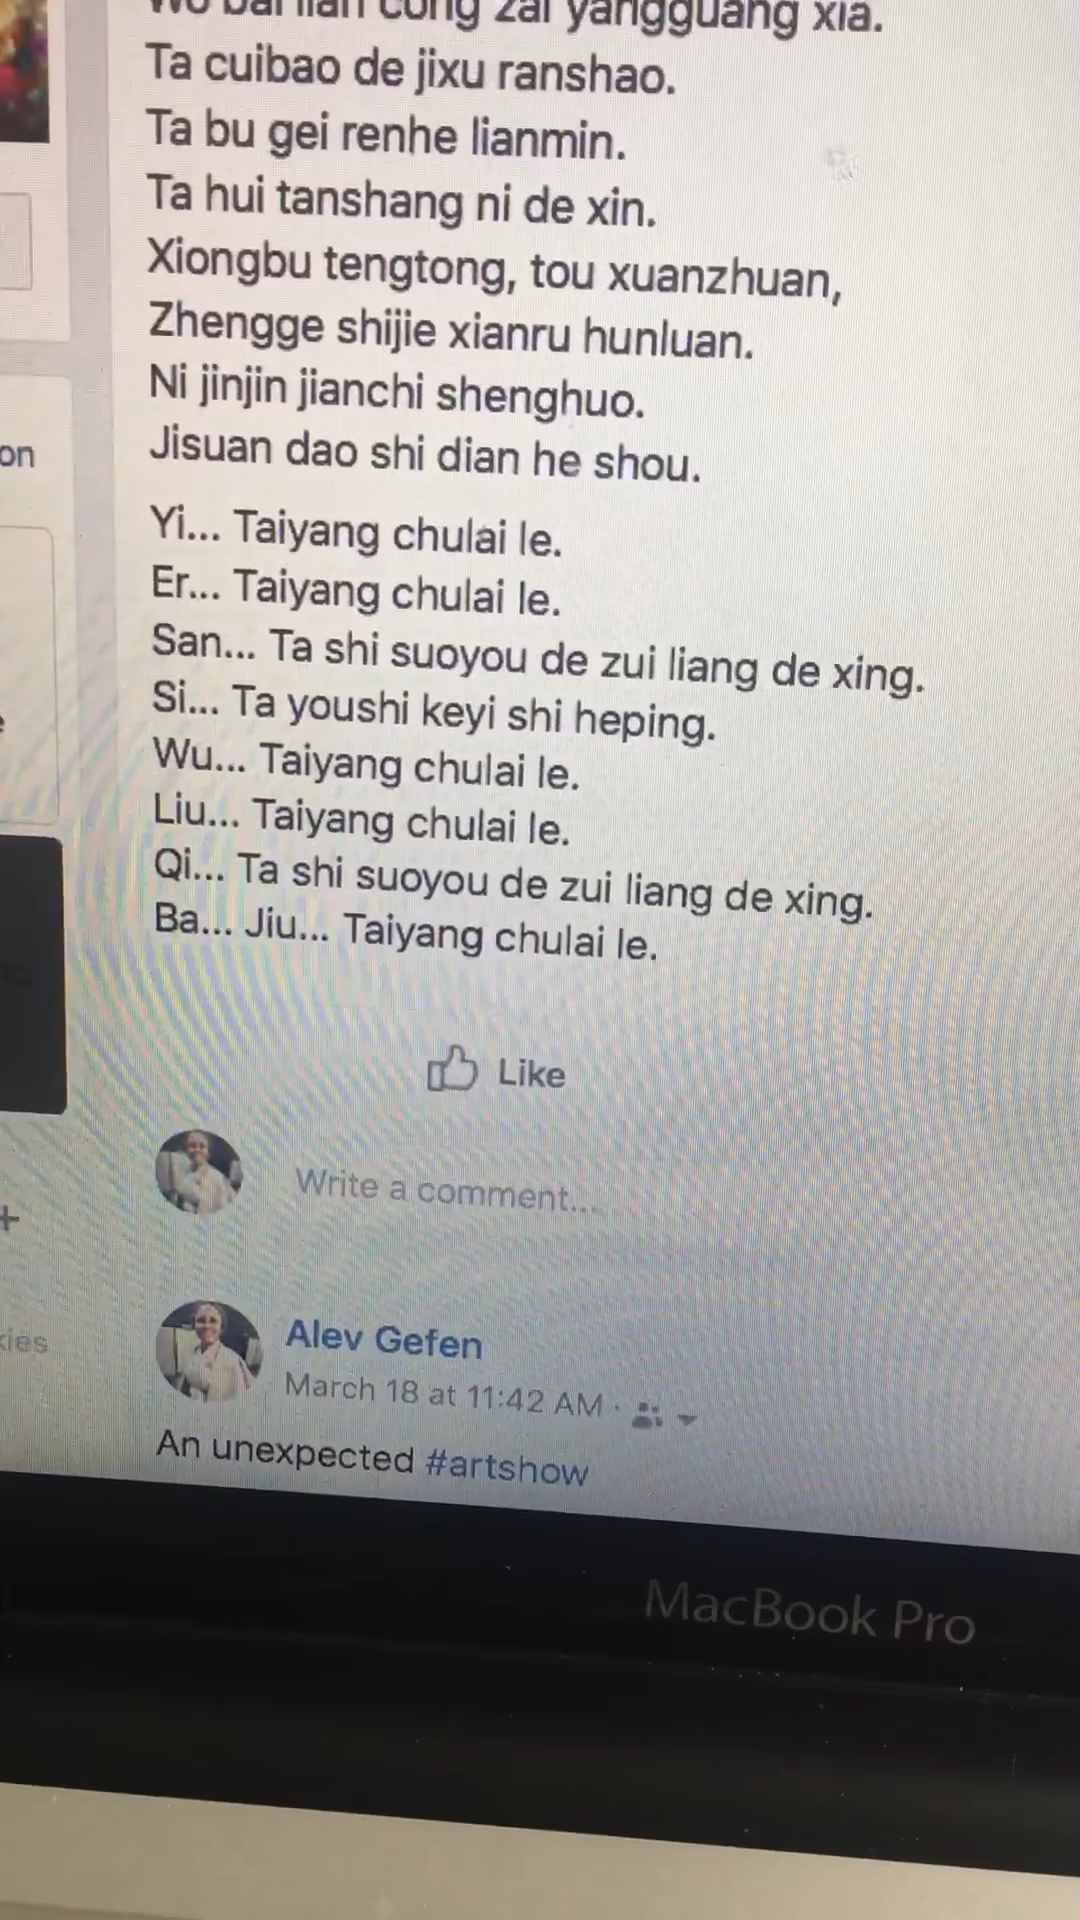 zai yangguang xia.
Ta cuibao de jixu ranshao.
Ta bu gei renhe lianmin.
Ta hui tanshang ni de xin.
Xiongbu tengtong, tou xuanzhuan,
Zhengge shijie xianru hunluan.
Ni jinjin jianchi shenghuo.
on
Jisuan dao shi dian he shou.
Yi... Taiyang chulai le.
Er... Taiyang chulai le.
San... Ta shi suoyou de zui liang de xing.
Si... Ta youshi keyi shi heping.
Wu... Taiyang chulai le.
Liu... Taiyang chulai le.
Qi... Ta shi suoyou de zui liang de xing.
Ba... Jiu... Taiyang chulai le.
Like
Write a comment...
+
Alev Gefen
kies
March 18 at 11:42 AM ·
An unexpected #artshow
MacBook Pro